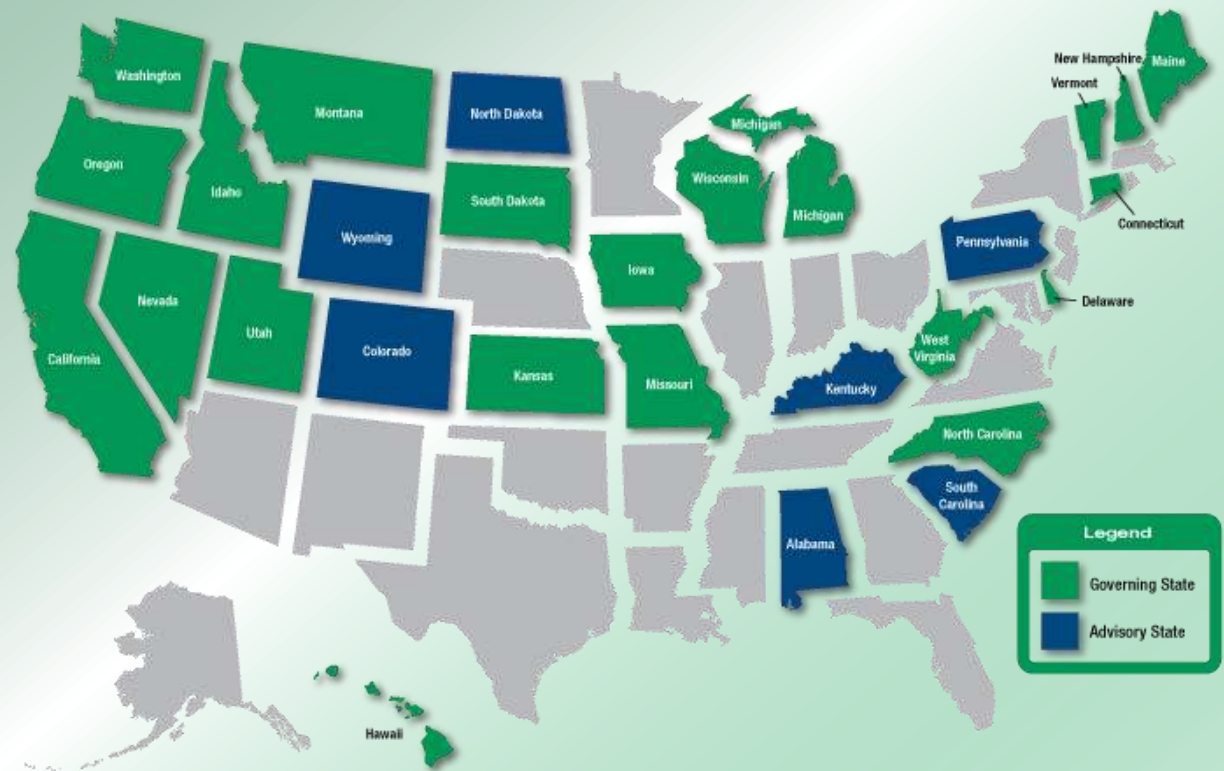 Washington
Montana
North Dakota
Michigan
New Hampshire
Maine
Vermont
Oregon
Idaho
South Dakota
Wisconsin
Michigan
Wyoming
Connecticut
Pennsylvania
Iowa
Nevada
Delaware
Utah
California
Colorado
Kansas
Missouri
Kentucky
West
Virginia
North Carolina
South
Carolina
Alabama
Legend
Governing State
Advisory State
Hawaii